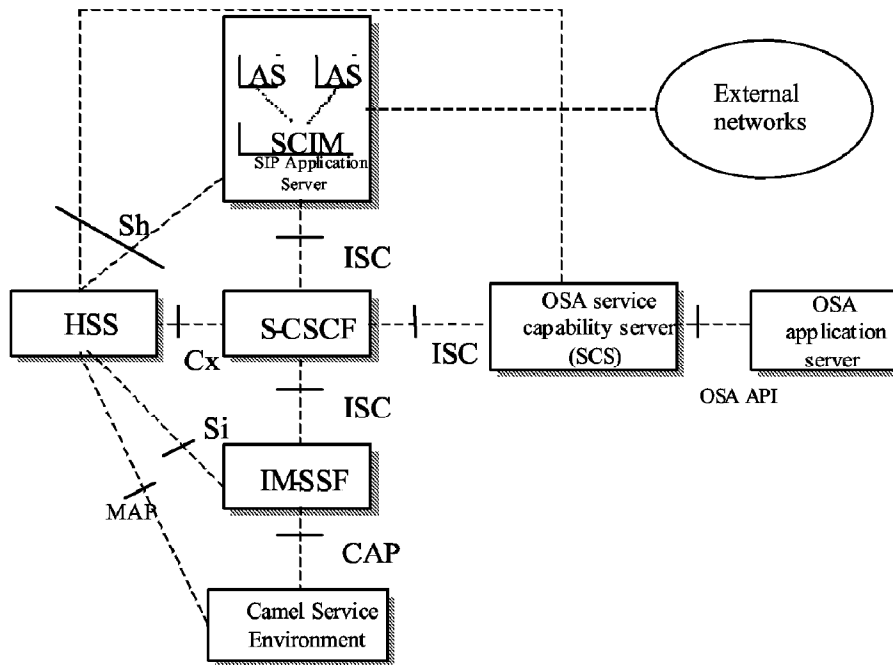 AS AS
SCIM
SIP Application
Server
External
networks
Sh
ISC
HSS
S-CSCF
OSA service
capability server
(SCS)
OSA
application
server
Cx
ISC
ISC
OSA API
Si
IM-SSF
MAP
CAP
Camel Service
Environment